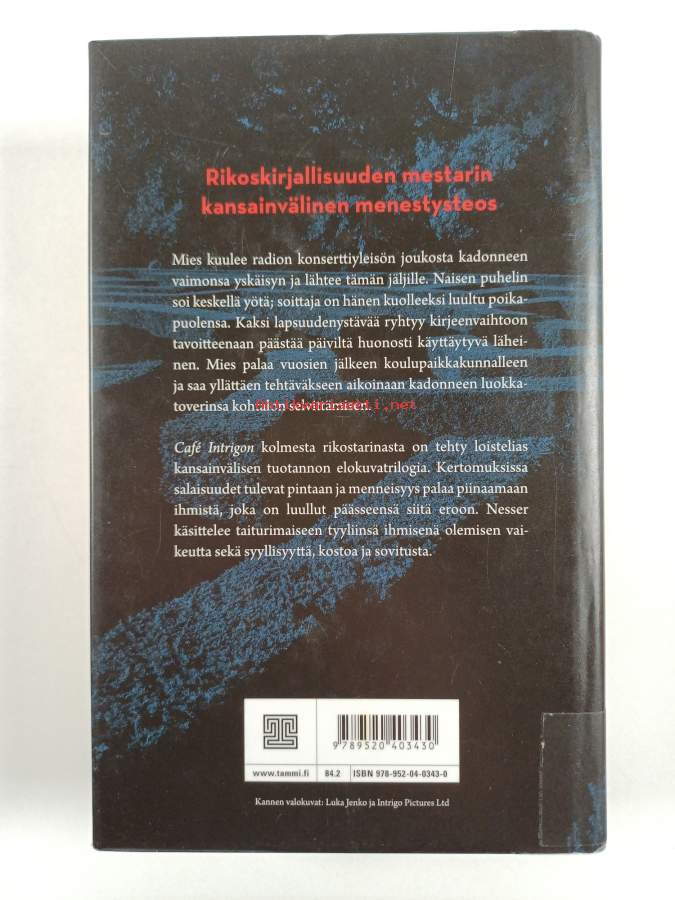 Rikoskirjallisuuden mestarin
kansainvälinen menestysteos
Mies kuulee radion konserttiyleisön joukosta kadonneen
vaimonsa yskäisyn ja lähtee tämän jäljille. Naisen puhelin
soi keskellä yötä; soittaja on hänen kuolleeksi luultu poika-
puolensa. Kaksi lapsuudenystävää ryhtyy kirjeenvaihtoon
tavoitteenaan päästää päiviltä huonosti käyttäytyvä lähei-
nen. Mies palaa vuosien jälkeen koulupaikkakunnalleen
ja saa yllättäen tehtäväkseen aikoinaan kadonneen luokka-
toverinsa kohtalon selvittämisen.
Café Intrigon kolmesta rikostarinasta on tehty loistelias
kansainvälisen tuotannon elokuvatrilogia. Kertomuksissa
salaisuudet tulevat pintaan ja menneisyys palaa piinaamaan
ihmistä, joka on luullut päässeensä siitä eroon. Nesser
käsittelee taiturimaiseen tyyliinsä ihmisenä olemisen vai-
keutta sekä syyllisyyttä, kostoa ja sovitusta.
9 789520 403430
www.tammi.fi 84.2 ISBN 978-952-04-0343-0
Kannen valokuvat: Luka Jenko ja Intrigo Pictures Ltd